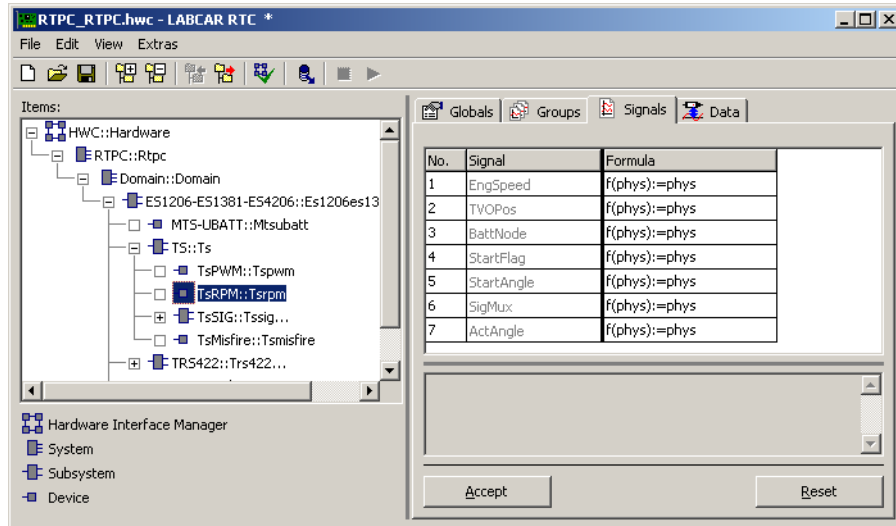 RTPC_RTPC.hwc - LABCAR RTC *
File Edit View Extras
Items:
HWC::Hardware
RTPC::Rtpc
Domain::Domain
ES1206-ES1381-ES4206::Es1206es13
MTS-UBATT::Mtsubatt
TS::Ts
TsPWM::Tspwm
TsRPM::Tsrpm
TsSIG::Tssig...
TsMisfire::Tsmisfire
TRS422::Trs422...
Hardware Interface Manager
System
Subsystem
Device
Globals Groups Signals Data
No. Signal Formula
1 EngSpeed f(phys):=phys
2 TVOPos f(phys):=phys
3 BattNode f(phys):=phys
4 StartFlag f(phys):=phys
5 StartAngle f(phys):=phys
6 SigMux f(phys):=phys
7 ActAngle f(phys):=phys
Accept Reset